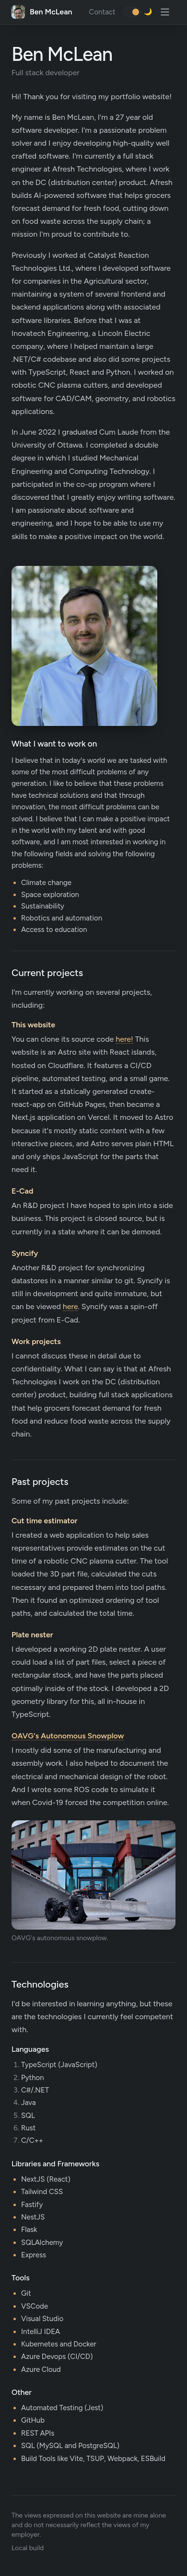 Ben McLean
Contact
Ben McLean
Full stack developer
Hi! Thank you for visiting my portfolio website!
My name is Ben McLean, I'm a 27 year old
software developer. I'm a passionate problem
solver and I enjoy developing high-quality well
crafted software. I'm currently a full stack
engineer at Afresh Technologies, where I work
on the DC (distribution center) product. Afresh
builds AI-powered software that helps grocers
forecast demand for fresh food, cutting down
on food waste across the supply chain; a
mission I'm proud to contribute to.
Previously I worked at Catalyst Reaction
Technologies Ltd., where I developed software
for companies in the Agricultural sector,
maintaining a system of several frontend and
backend applications along with associated
software libraries. Before that I was at
Inovatech Engineering, a Lincoln Electric
company, where I helped maintain a large
.NET/C# codebase and also did some projects
with TypeScript, React and Python. I worked on
robotic CNC plasma cutters, and developed
software for CAD/CAM, geometry, and robotics
applications.
In June 2022 I graduated Cum Laude from the
University of Ottawa. I completed a double
degree in which I studied Mechanical
Engineering and Computing Technology. I
participated in the co-op program where I
discovered that I greatly enjoy writing software.
I am passionate about software and
engineering, and I hope to be able to use my
skills to make a positive impact on the world.
What I want to work on
I believe that in today's world we are tasked with
some of the most difficult problems of any
generation. I like to believe that these problems
have technical solutions and that through
innovation, the most difficult problems can be
solved. I believe that I can make a positive impact
in the world with my talent and with good
software, and I am most interested in working in
the following fields and solving the following
problems:
• Climate change
• Space exploration
• Sustainability
• Robotics and automation
• Access to education
Current projects
I'm currently working on several projects,
including:
This website
You can clone its source code here! This
website is an Astro site with React islands,
hosted on Cloudflare. It features a CI/CD
pipeline, automated testing, and a small game.
It started as a statically generated create-
react-app on GitHub Pages, then became a
Next.js application on Vercel. It moved to Astro
because it's mostly static content with a few
interactive pieces, and Astro serves plain HTML
and only ships JavaScript for the parts that
need it.
E-Cad
An R&D project I have hoped to spin into a side
business. This project is closed source, but is
currently in a state where it can be demoed.
Syncify
Another R&D project for synchronizing
datastores in a manner similar to git. Syncify is
still in development and quite immature, but
can be viewed here. Syncify was a spin-off
project from E-Cad.
Work projects
I cannot discuss these in detail due to
confidentiality. What I can say is that at Afresh
Technologies I work on the DC (distribution
center) product, building full stack applications
that help grocers forecast demand for fresh
food and reduce food waste across the supply
chain.
Past projects
Some of my past projects include:
Cut time estimator
I created a web application to help sales
representatives provide estimates on the cut
time of a robotic CNC plasma cutter. The tool
loaded the 3D part file, calculated the cuts
necessary and prepared them into tool paths.
Then it found an optimized ordering of tool
paths, and calculated the total time.
Plate nester
I developed a working 2D plate nester. A user
could load a list of part files, select a piece of
rectangular stock, and have the parts placed
optimally inside of the stock. I developed a 2D
geometry library for this, all in-house in
TypeScript.
OAVG's Autonomous Snowplow
I mostly did some of the manufacturing and
assembly work. I also helped to document the
electrical and mechanical design of the robot.
And I wrote some ROS code to simulate it
when Covid-19 forced the competition online.
OAVG's autonomous snowplow.
Technologies
I'd be interested in learning anything, but these
are the technologies I currently feel competent
with.
Languages
1. TypeScript (JavaScript)
2. Python
3. C#/.NET
4. Java
5. SQL
6. Rust
7. C/C++
Libraries and Frameworks
• NextJS (React)
• Tailwind CSS
• Fastify
• NestJS
• Flask
• SQLAlchemy
• Express
Tools
• Git
• VSCode
• Visual Studio
• IntelliJ IDEA
• Kubernetes and Docker
• Azure Devops (CI/CD)
• Azure Cloud
Other
• Automated Testing (Jest)
• GitHub
• REST APIs
• SQL (MySQL and PostgreSQL)
• Build Tools like Vite, TSUP, Webpack, ESBuild
The views expressed on this website are mine alone
and do not necessarily reflect the views of my
employer.
Local build